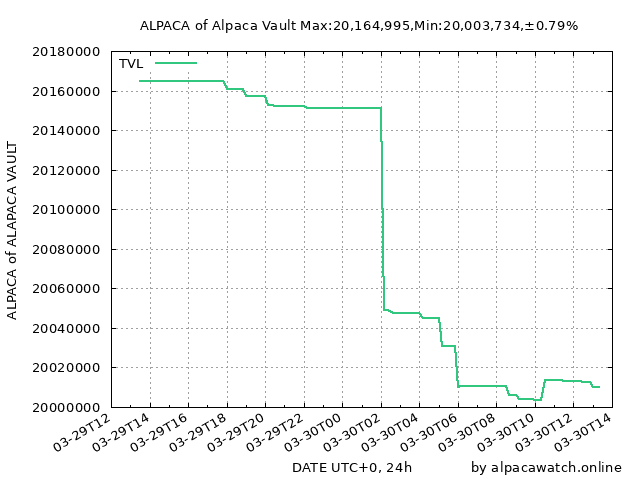 ALPACA of Alpaca Vault Max:20,164,995,Min:20,003,734,±0.79%
TVL
20180000
20160000
20140000
20120000
20100000
20080000
20060000
20040000
20020000
20000000
ALPACA of ALAPACA VAULT
03-29T12
03-29T14
03-29T16
03-29T18
03-29T20
03-29T22
03-30T00
03-30T02
03-30T04
03-30T06
03-30T08
03-30T10
03-30T12
03-30T14
DATE UTC+0, 24h
by alpacawatch.online